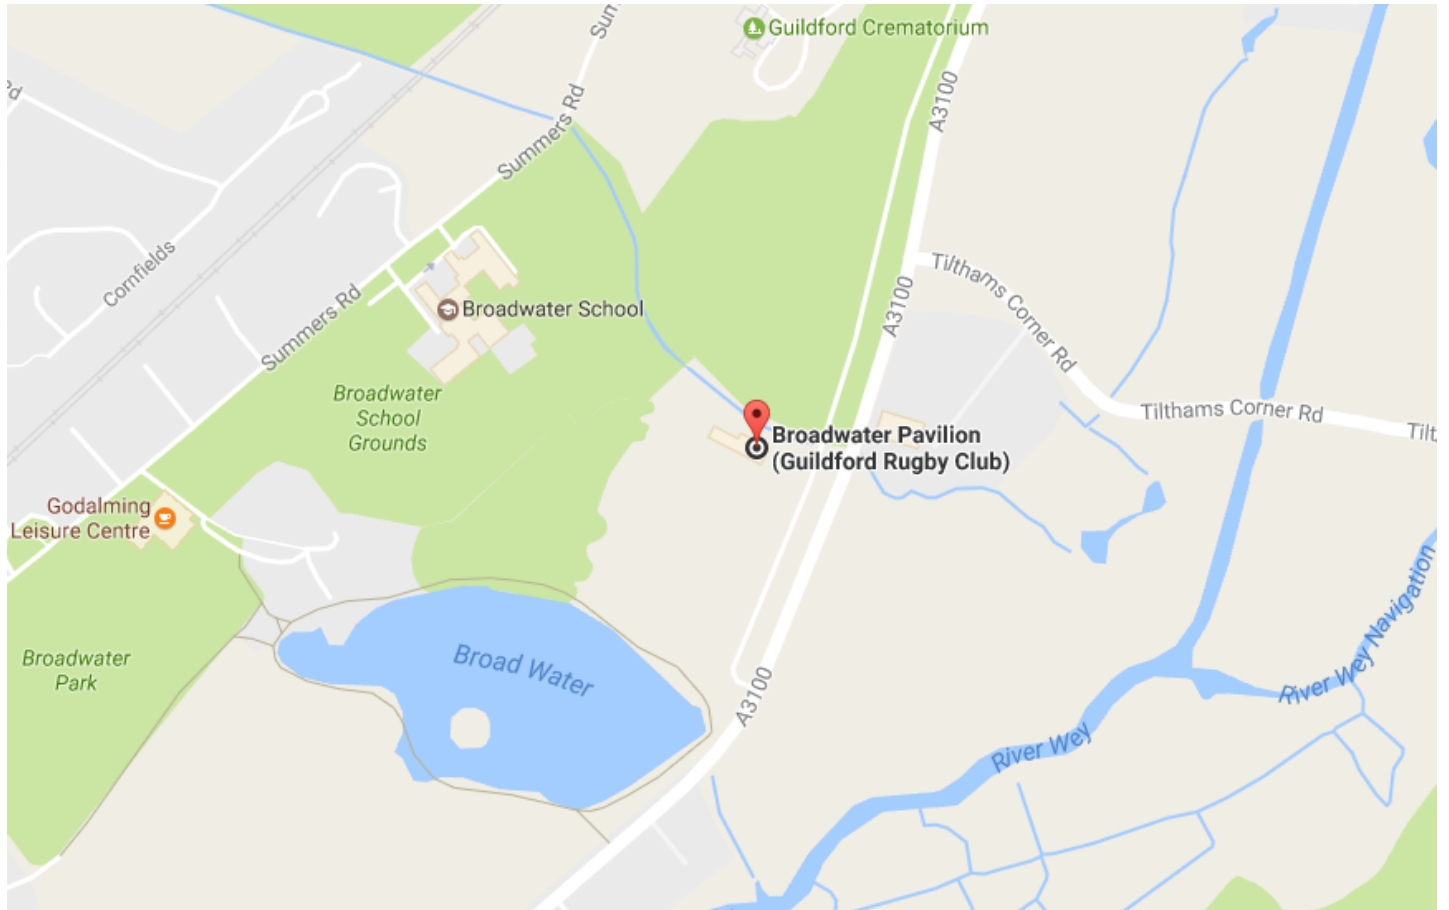 Sum
Guildford Crematorium
Rd
A3100
Summers Rd
Cornfields
Tilthams Corner Rd
A3100
Summers Rd
Broadwater School
Broadwater
School
Grounds
Tilthams Corner Rd
Tilt
Broadwater Pavilion
(Guildford Rugby Club)
Godalming
Leisure Centre
River Wey Navigation
Broadwater
Park
Broad Water
A3100
River Wey